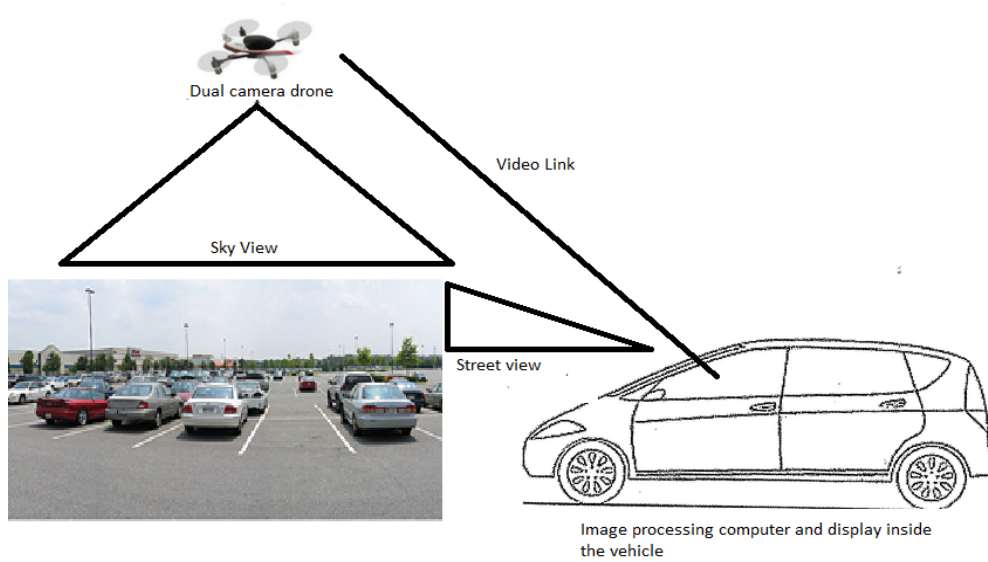 Dual camera drone
Video Link
Sky View
Street view
Image processing computer and display inside
the vehicle